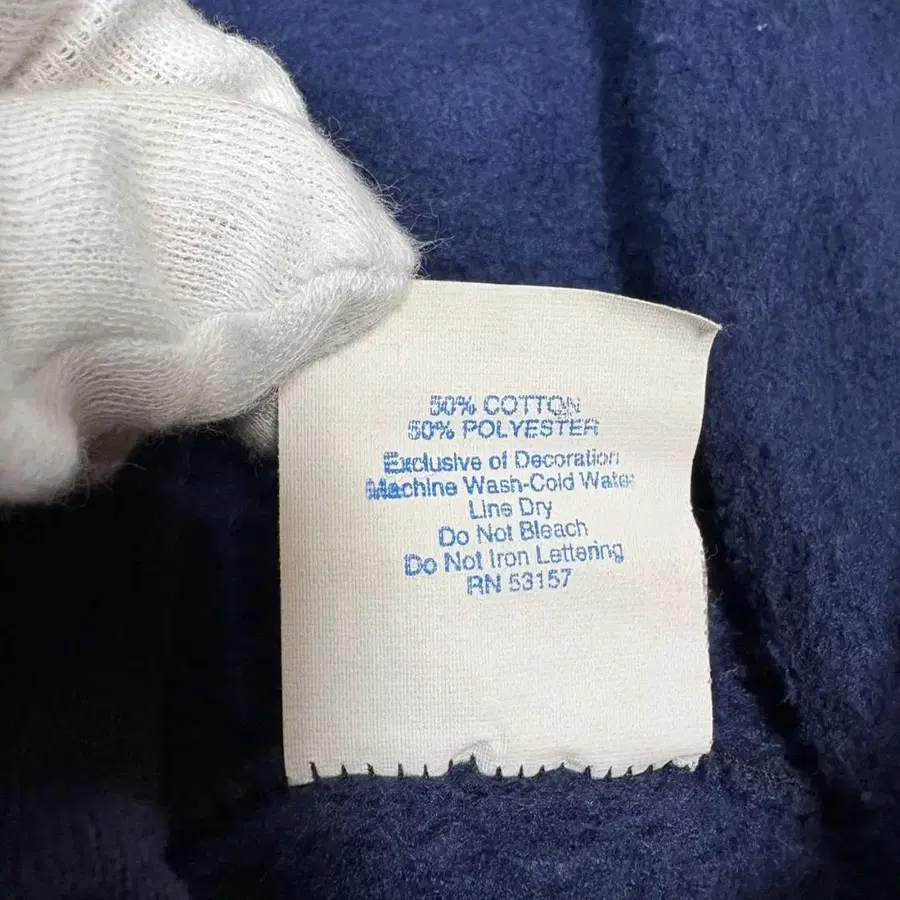 50% COTTON
50% POLYESTER
Exclusive of Decoration
Machine Wash-Cold Water
Line Dry
Do Not Bleach
Do Not Iron Lettering
RN 53157